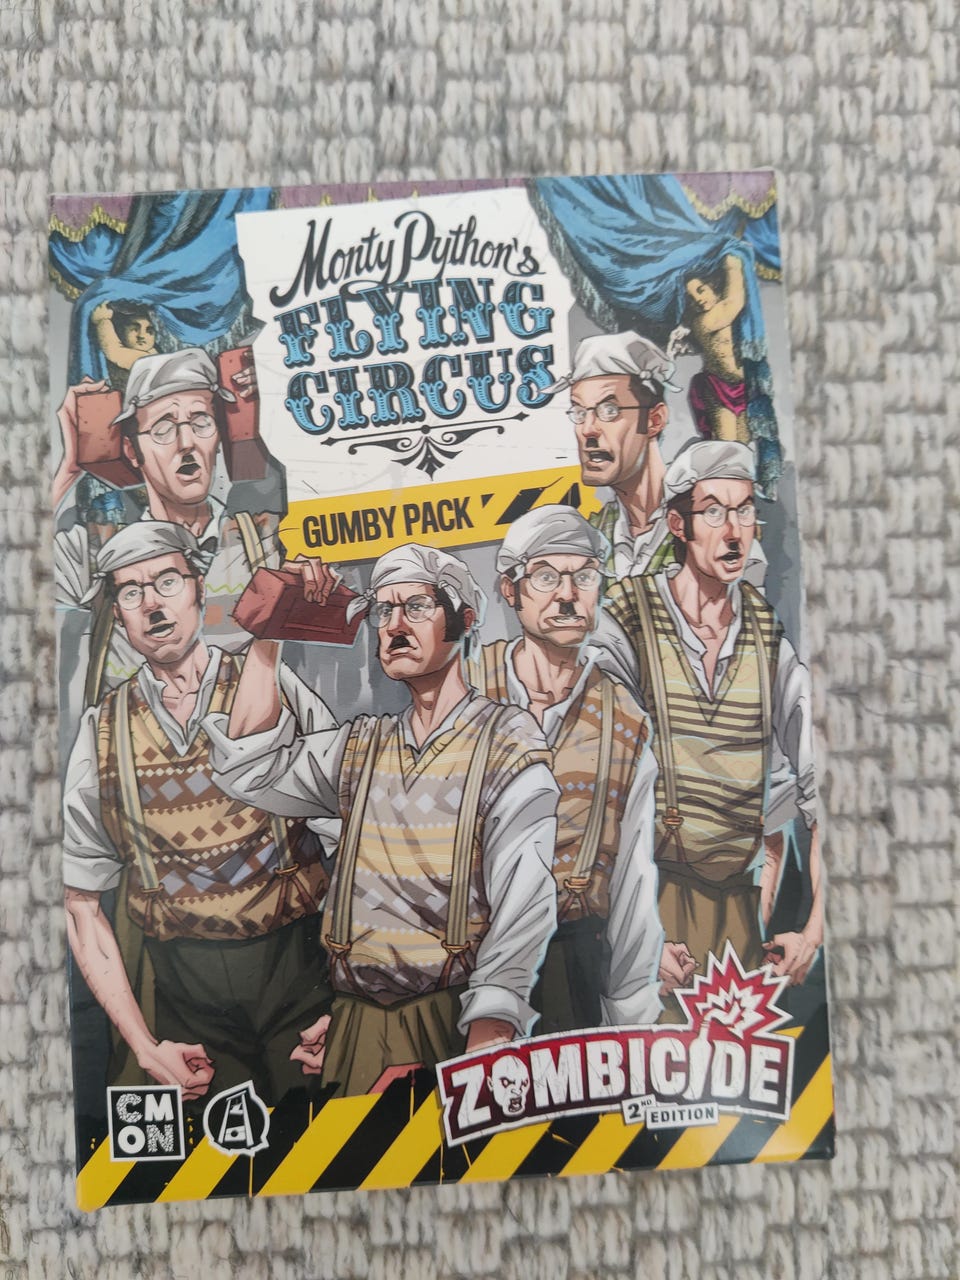 Monty Python's
FLYING
CIRCUS
GUMBY PACK
ZOMBICIDE
2ND EDITION
CM
ON